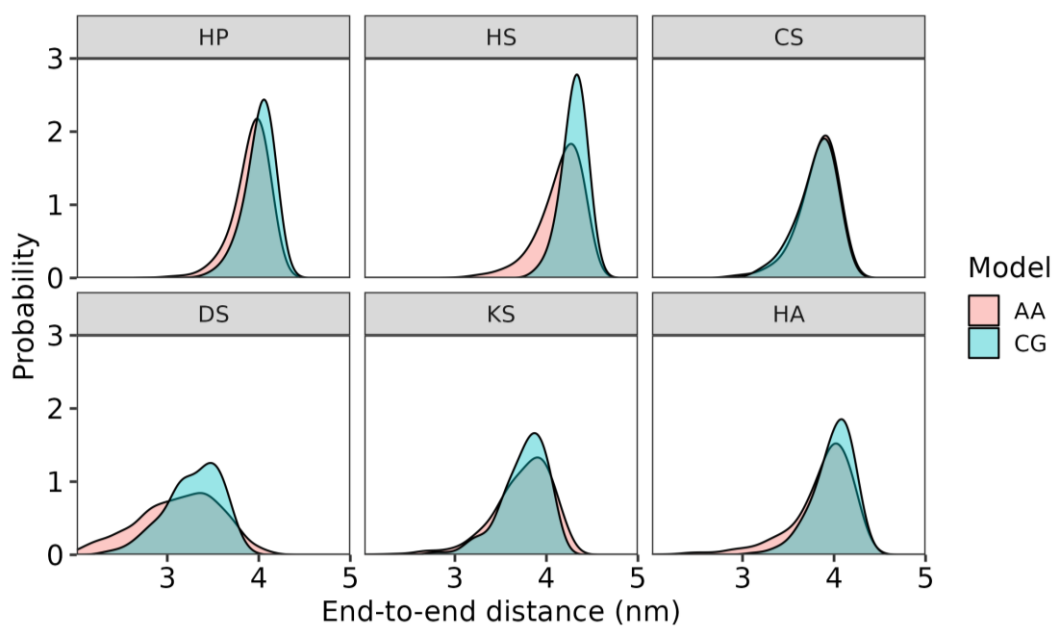 HP HS CS
3
2
1
0
DS KS HA
3
2
1
0
3 4 5 3 4 5 3 4 5
End-to-end distance (nm)
Probability
Model
AA
CG